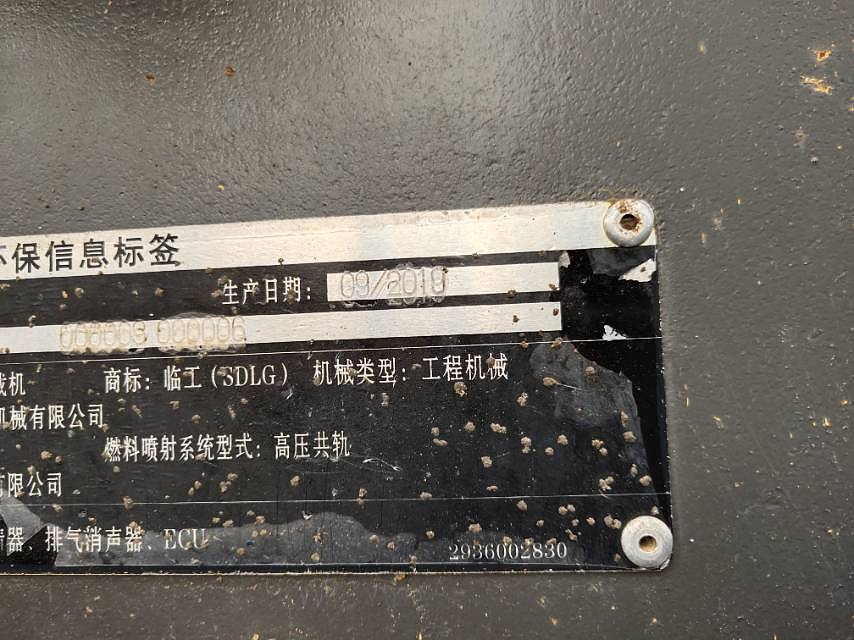 环保信息标签
生产日期: 09/2019
商标: 临工(SDLG) 机械类型: 工程机械
机械有限公司
燃料喷射系统型式: 高压共轨
有限公司
器、排气消声器、ECU
2936002830